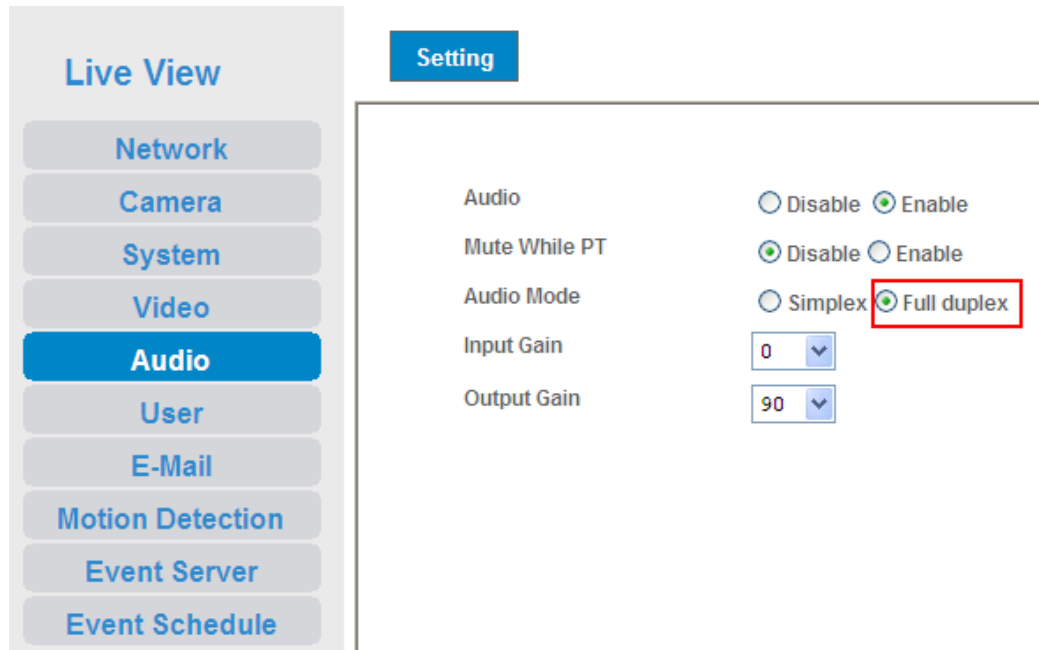 Live View
Network
Camera
System
Video
Audio
User
E-Mail
Motion Detection
Event Server
Event Schedule
Setting
Audio Disable Enable
Mute While PT Disable Enable
Audio Mode Simplex Full duplex
Input Gain 0
Output Gain 90